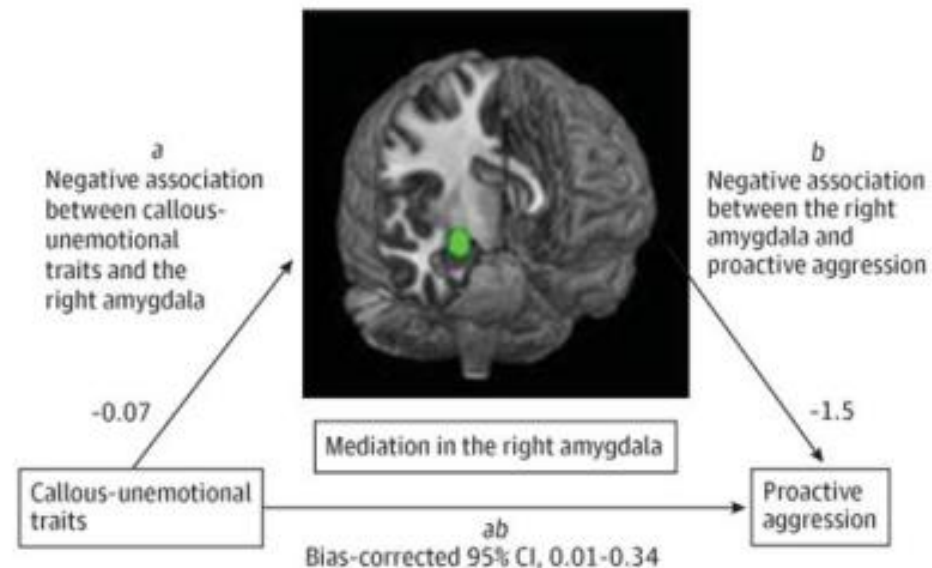 a
Negative association
between callous-
unemotional
traits and the
right amygdala
b
Negative association
between the right
amygdala and
proactive aggression
-0.07
-1.5
Mediation in the right amygdala
Callous-unemotional
traits
Proactive
aggression
ab
Bias-corrected 95% CI, 0.01-0.34